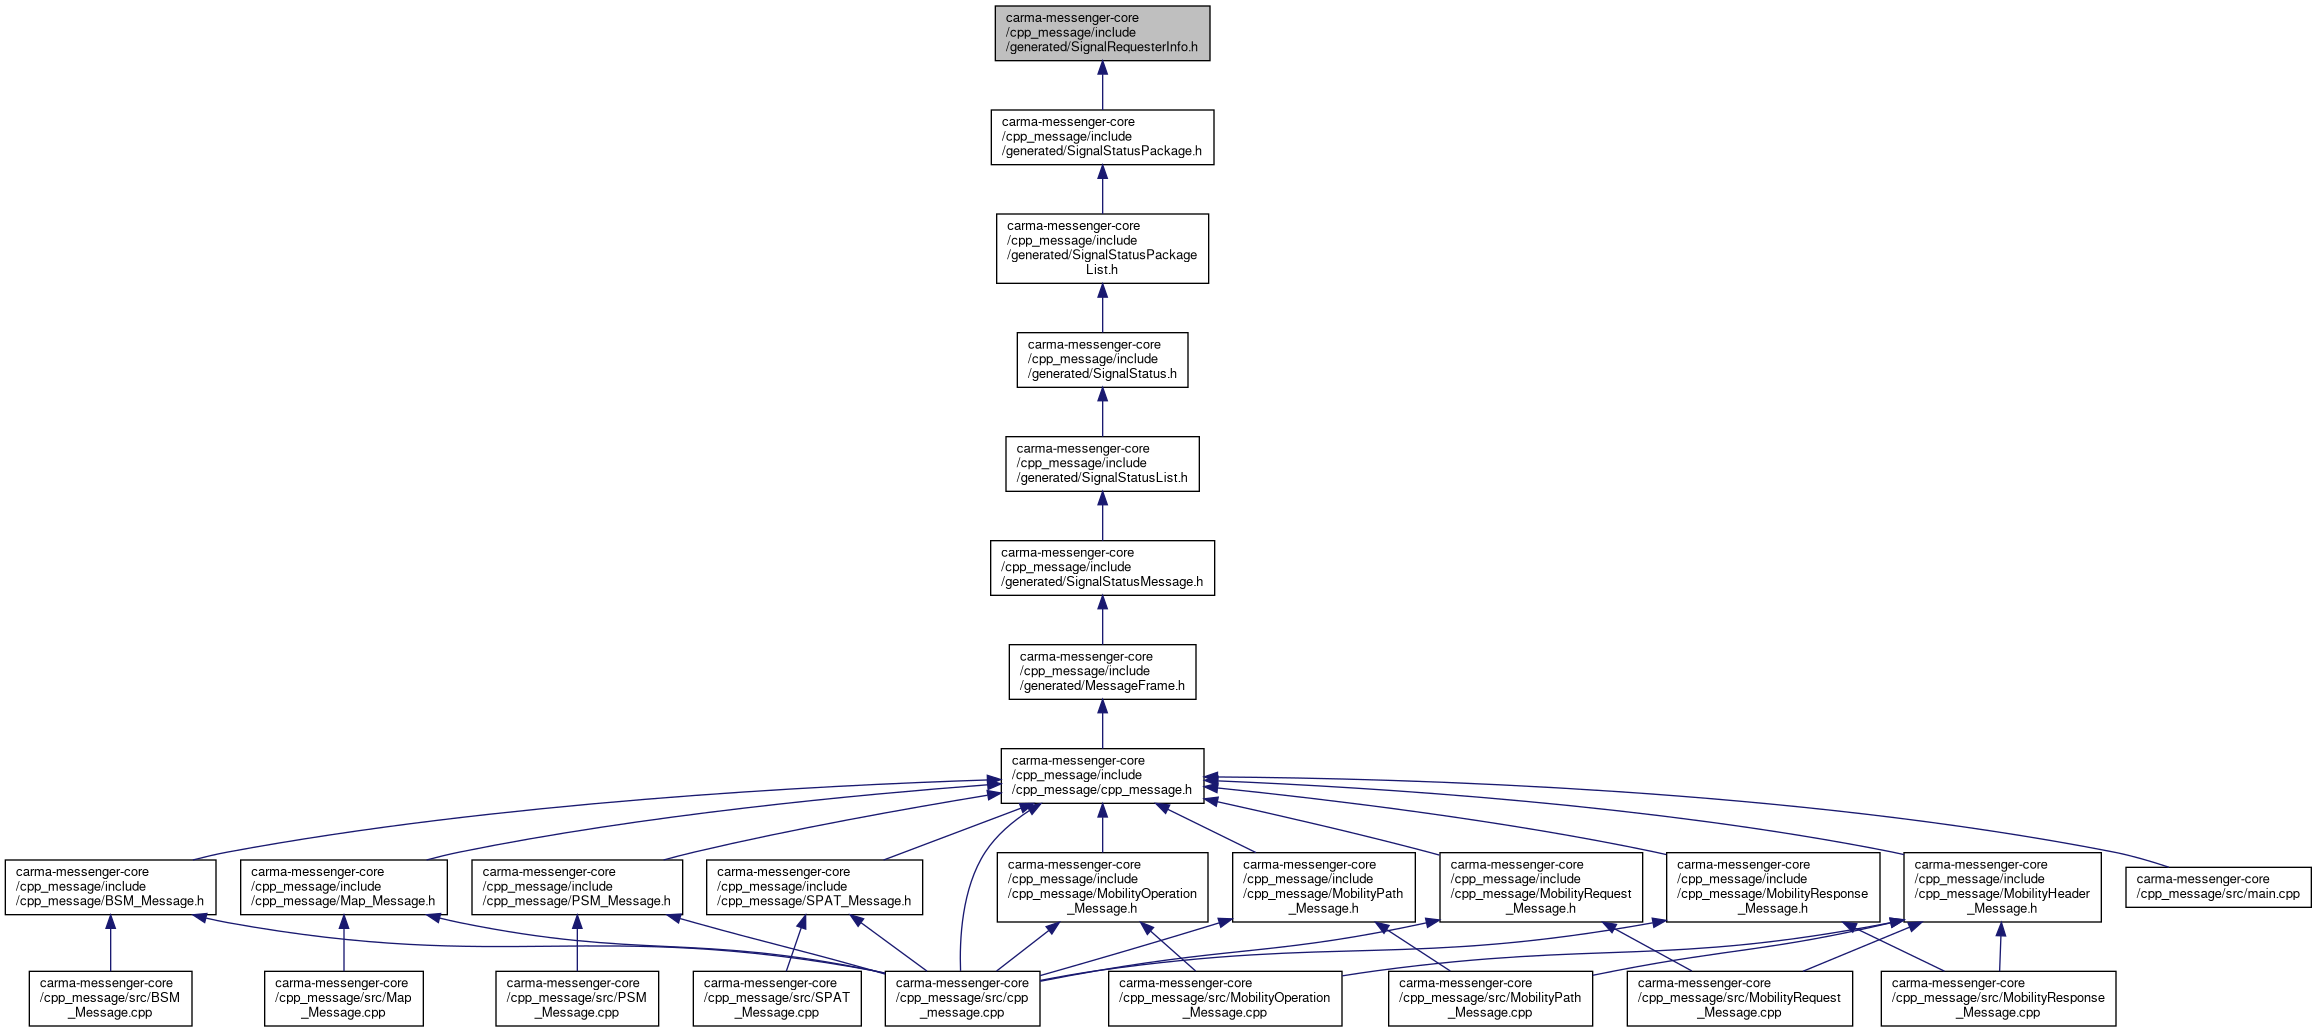 carma-messenger-core
/cpp_message/include
/generated/SignalRequesterInfo.h
carma-messenger-core
/cpp_message/include
/generated/SignalStatusPackage.h
carma-messenger-core
/cpp_message/include
/generated/SignalStatusPackage
List.h
carma-messenger-core
/cpp_message/include
/generated/SignalStatus.h
carma-messenger-core
/cpp_message/include
/generated/SignalStatusList.h
carma-messenger-core
/cpp_message/include
/generated/SignalStatusMessage.h
carma-messenger-core
/cpp_message/include
/generated/MessageFrame.h
carma-messenger-core
/cpp_message/include
/cpp_message/cpp_message.h
carma-messenger-core
/cpp_message/include
/cpp_message/BSM_Message.h
carma-messenger-core
/cpp_message/include
/cpp_message/Map_Message.h
carma-messenger-core
/cpp_message/include
/cpp_message/PSM_Message.h
carma-messenger-core
/cpp_message/include
/cpp_message/SPAT_Message.h
carma-messenger-core
/cpp_message/include
/cpp_message/MobilityOperation
_Message.h
carma-messenger-core
/cpp_message/include
/cpp_message/MobilityPath
_Message.h
carma-messenger-core
/cpp_message/include
/cpp_message/MobilityRequest
_Message.h
carma-messenger-core
/cpp_message/include
/cpp_message/MobilityResponse
_Message.h
carma-messenger-core
/cpp_message/include
/cpp_message/MobilityHeader
_Message.h
carma-messenger-core
/cpp_message/src/main.cpp
carma-messenger-core
/cpp_message/src/BSM
_Message.cpp
carma-messenger-core
/cpp_message/src/Map
_Message.cpp
carma-messenger-core
/cpp_message/src/PSM
_Message.cpp
carma-messenger-core
/cpp_message/src/SPAT
_Message.cpp
carma-messenger-core
/cpp_message/src/cpp
_message.cpp
carma-messenger-core
/cpp_message/src/MobilityOperation
_Message.cpp
carma-messenger-core
/cpp_message/src/MobilityPath
_Message.cpp
carma-messenger-core
/cpp_message/src/MobilityRequest
_Message.cpp
carma-messenger-core
/cpp_message/src/MobilityResponse
_Message.cpp